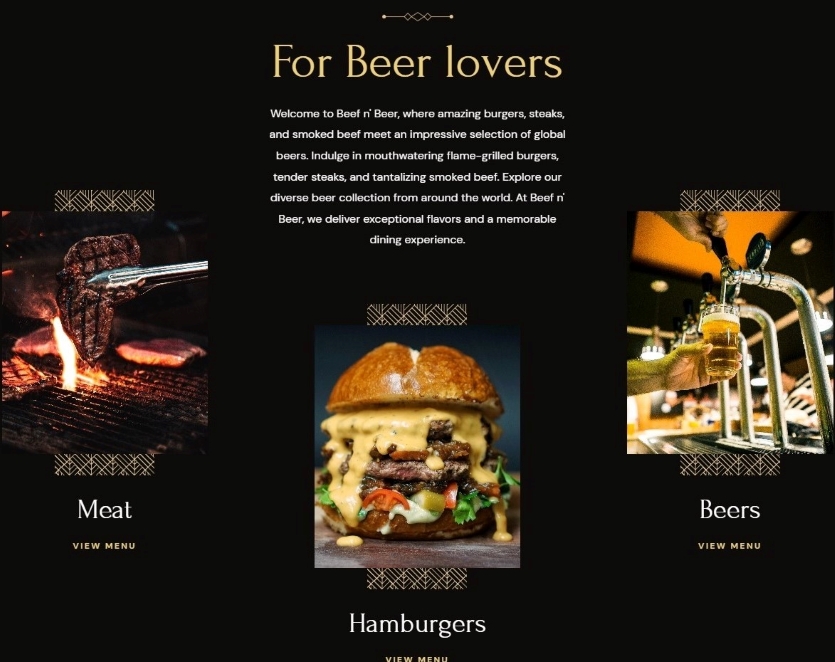 For Beer lovers
Welcome to Beef n' Beer, where amazing burgers, steaks,
and smoked beef meet an impressive selection of global
beers. Indulge in mouthwatering flame-grilled burgers,
tender steaks, and tantalizing smoked beef. Explore our
diverse beer collection from around the world. At Beef n'
Beer, we deliver exceptional flavors and a memorable
dining experience.
Meat
VIEW MENU
Hamburgers
VIEW MENU
Beers
VIEW MENU